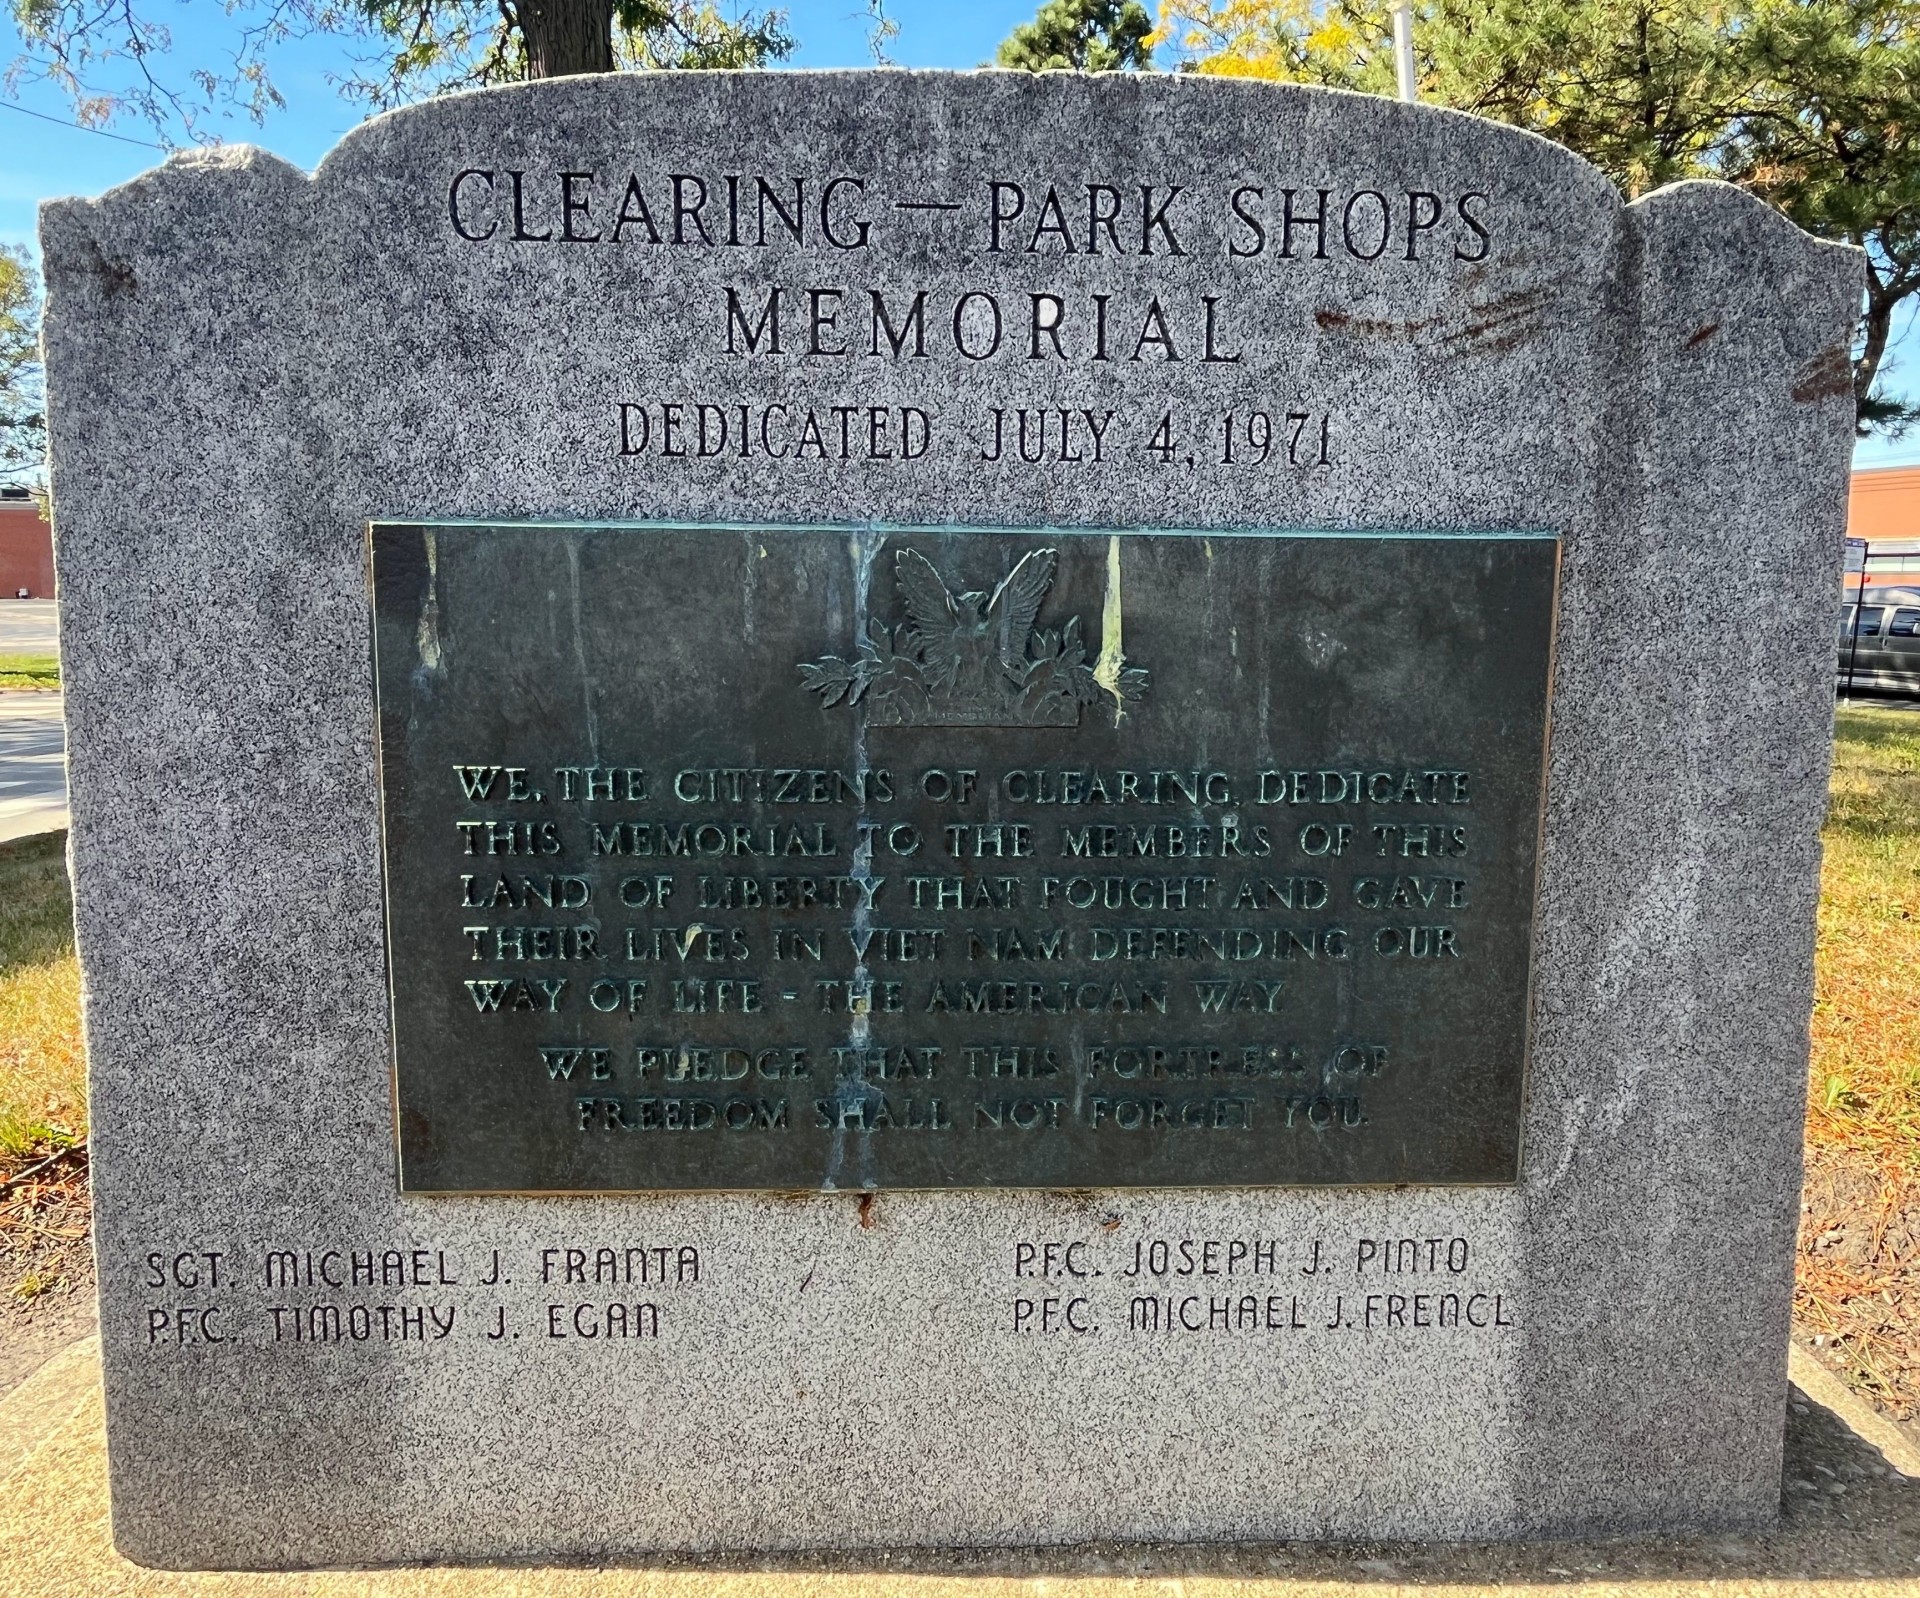 CLEARING — PARK SHOPS
MEMORIAL
DEDICATED JULY 4, 1971
WE, THE CITIZENS OF CLEARING, DEDICATE
THIS MEMORIAL TO THE MEMBERS OF THIS
LAND OF LIBERTY THAT FOUGHT AND GAVE
THEIR LIVES IN VIET NAM DEFENDING OUR
WAY OF LIFE - THE AMERICAN WAY.
WE PLEDGE THAT THIS FORTRESS OF
FREEDOM SHALL NOT FORGET YOU.
SGT. MICHAEL J. FRANTA
P.F.C. TIMOTHY J. EGAN
P.F.C. JOSEPH J. PINTO
P.F.C. MICHAEL J. FRENCL